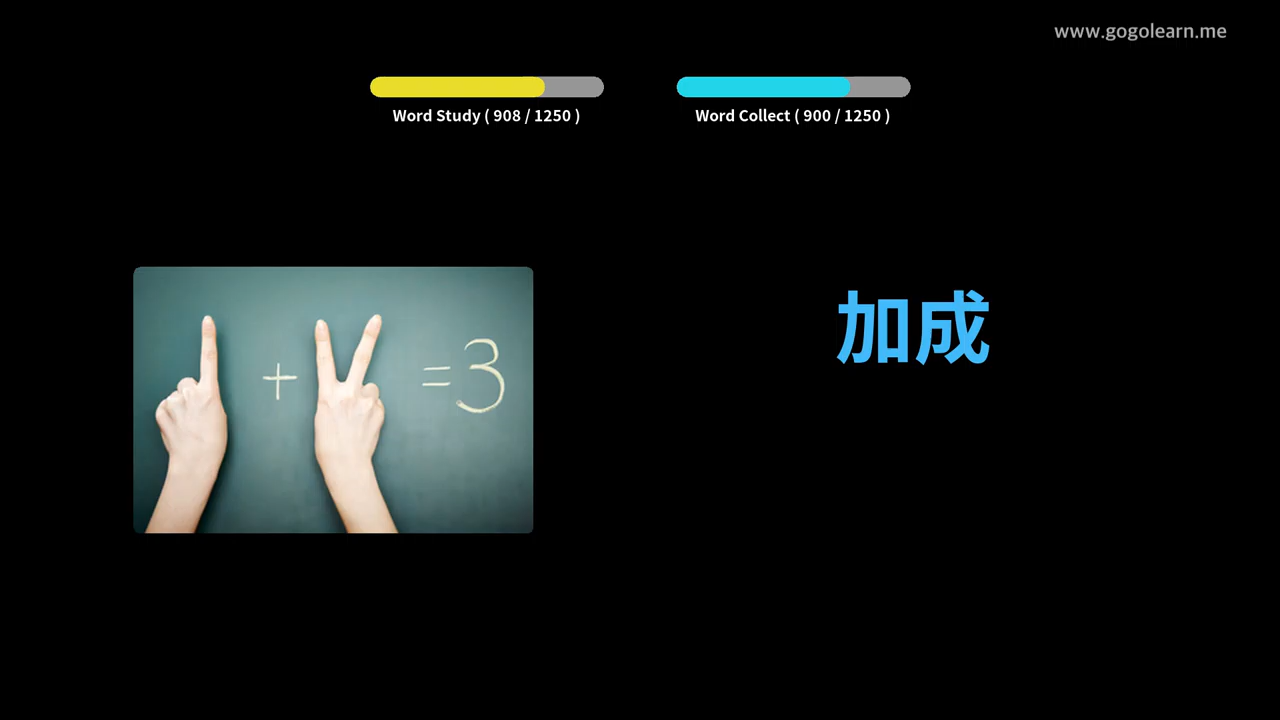 www.gogolearn.me
Word Study ( 908 / 1250 )
Word Collect ( 900 / 1250 )
+ = 3
加成